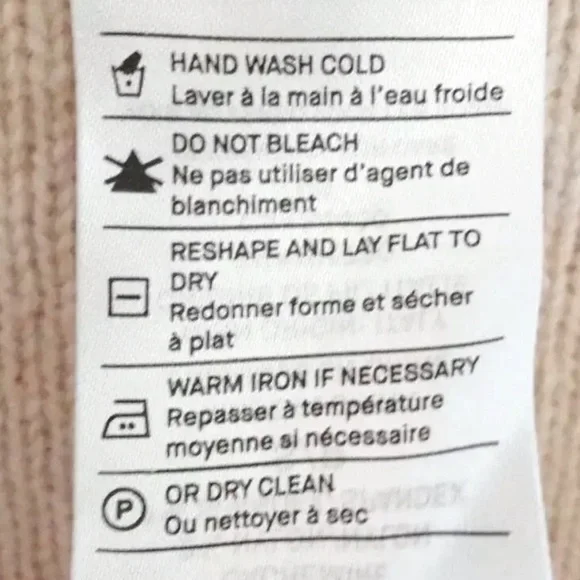 HAND WASH COLD
Laver à la main à l'eau froide
DO NOT BLEACH
Ne pas utiliser d'agent de
blanchiment
RESHAPE AND LAY FLAT TO
DRY
Redonner forme et sécher
à plat
WARM IRON IF NECESSARY
Repasser à température
moyenne si nécessaire
P
OR DRY CLEAN
Ou nettoyer à sec